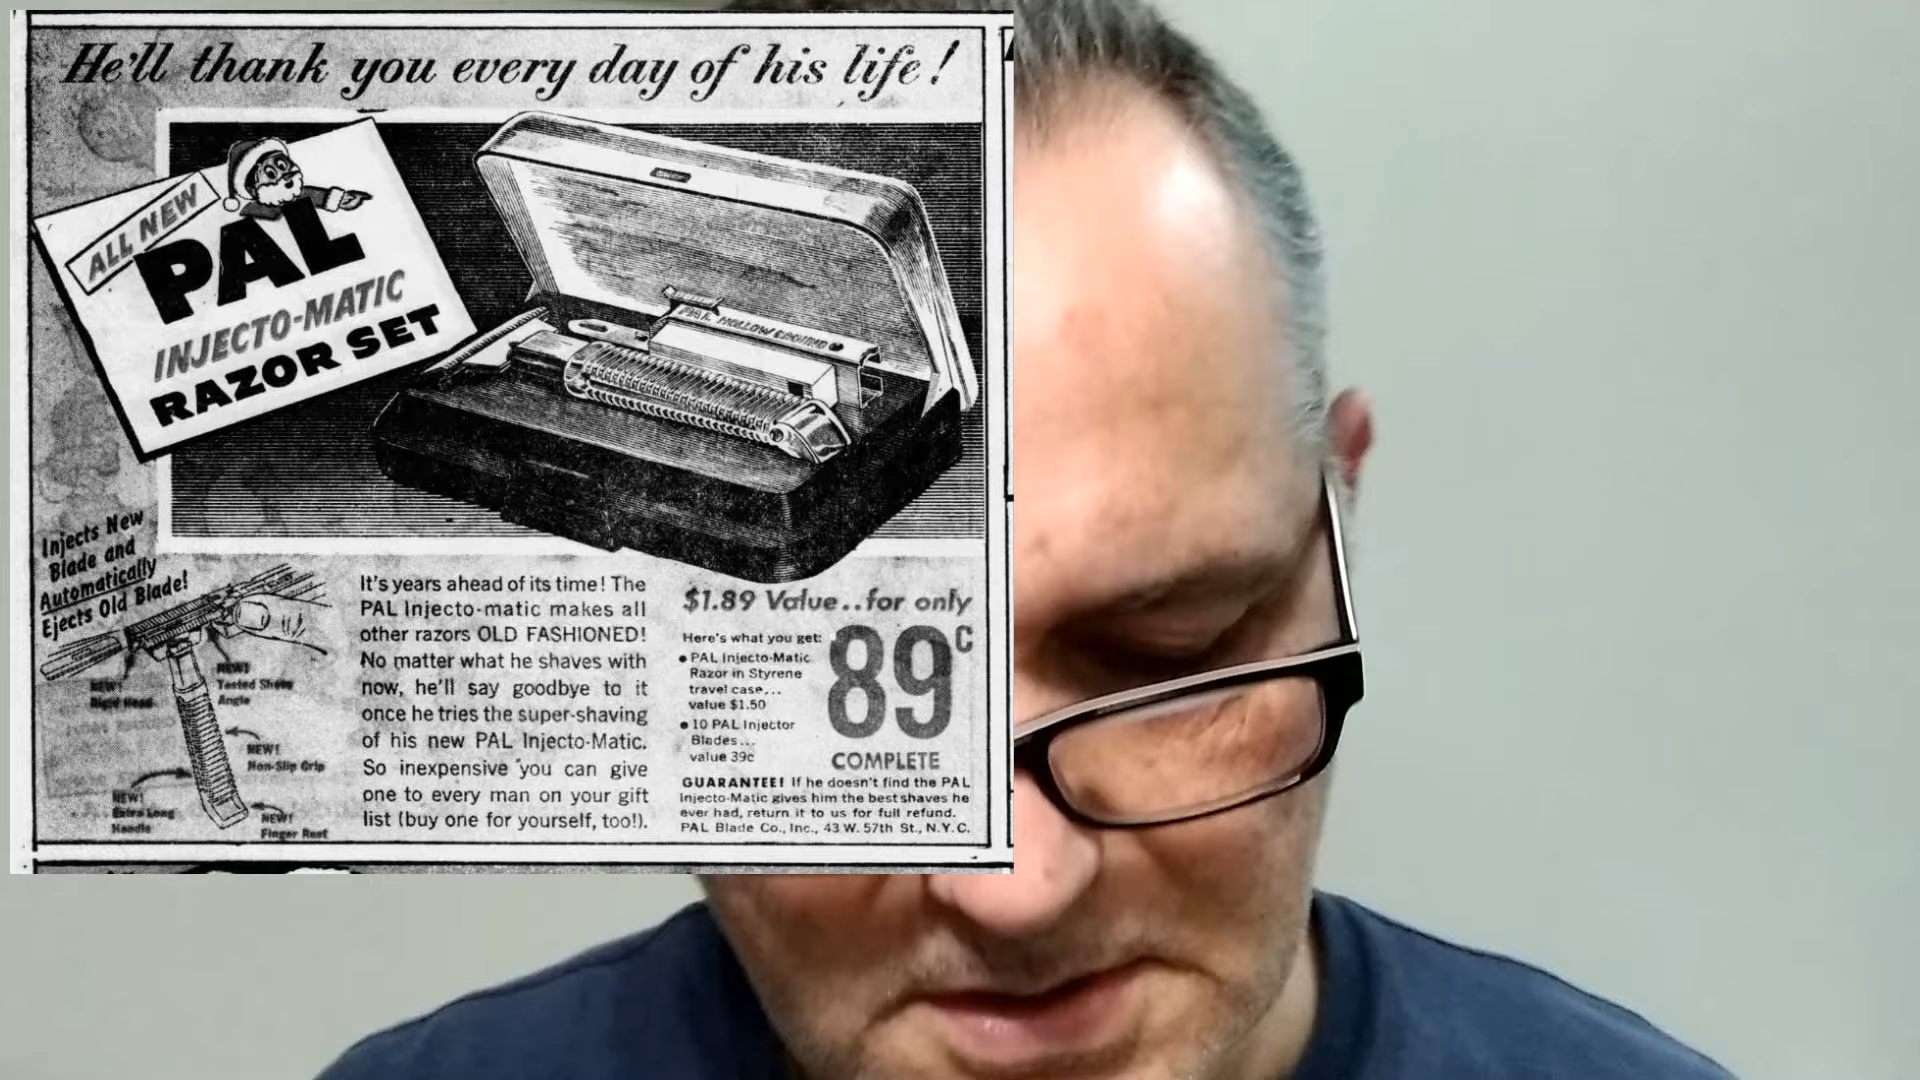 He'll thank you every day of his life!
ALL NEW
PAL
INJECTO-MATIC
RAZOR SET
PAL HOLLOW GROUND
Injects New
Blade and
Automatically
Ejects Old Blade!
NEW!
Rigid Head
NEW!
Tested Shave
Angle
NEW!
Non-Slip Grip
NEW!
Extra Long
Handle
NEW!
Finger Rest
It's years ahead of its time! The
PAL Injecto-matic makes all
other razors OLD FASHIONED!
No matter what he shaves with
now, he'll say goodbye to it
once he tries the super-shaving
of his new PAL Injecto-Matic.
So inexpensive you can give
one to every man on your gift
list (buy one for yourself, too!).
$1.89 Value..for only
89c
COMPLETE
Here's what you get:
• PAL Injecto-Matic
Razor in Styrene
travel case...
value $1.50
• 10 PAL Injector
Blades...
value 39c
GUARANTEE! If he doesn't find the PAL
Injecto-Matic gives him the best shaves he
ever had, return it to us for full refund.
PAL Blade Co., Inc., 43 W. 57th St., N.Y.C.